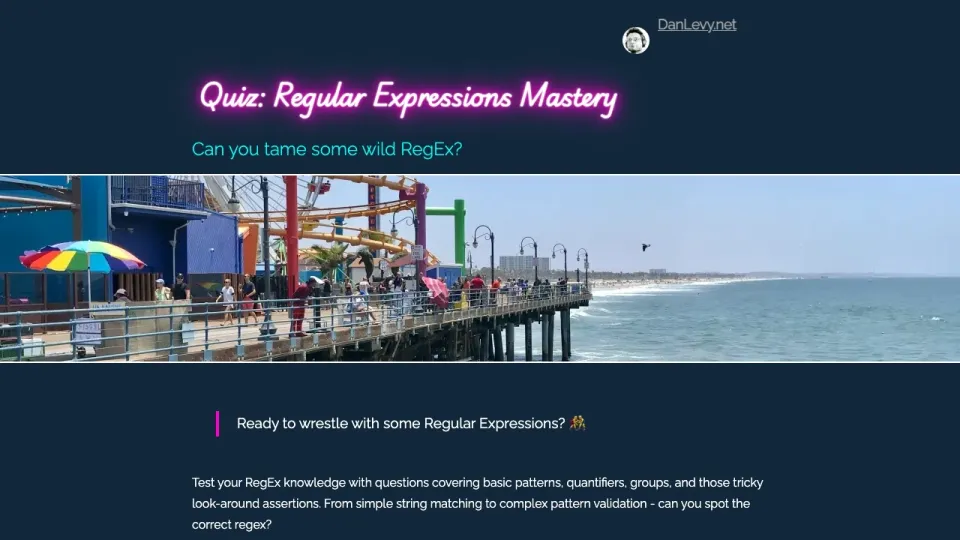 DanLevy.net
Quiz: Regular Expressions Mastery
Can you tame some wild RegEx?
Ready to wrestle with some Regular Expressions? 🤼
Test your RegEx knowledge with questions covering basic patterns, quantifiers, groups, and those tricky
look-around assertions. From simple string matching to complex pattern validation - can you spot the
correct regex?